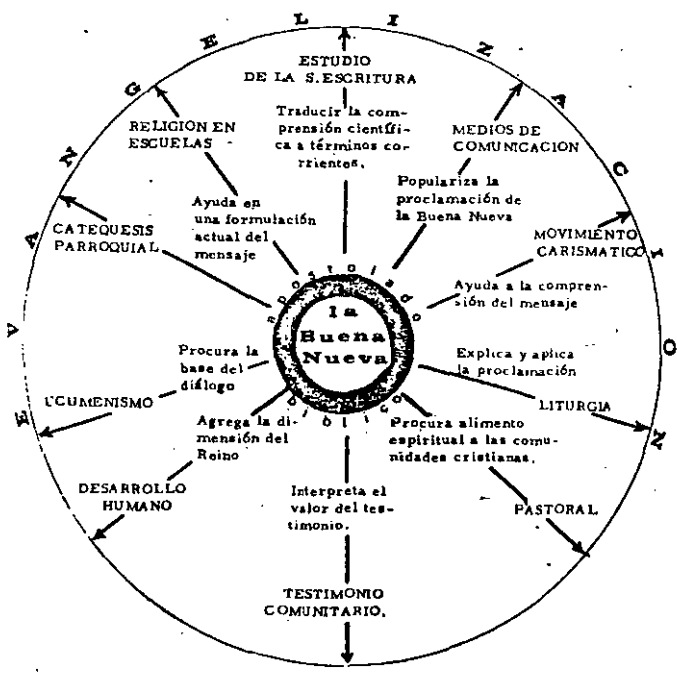 EVANGELIZACION
ESTUDIO
DE LA S.ESCRITURA
Traducir la com-
prensión científi-
ca a términos co-
rrientes.
MEDIOS DE
COMUNICACION
Populariza la
proclamación de
la Buena Nueva
MOVIMIENTO
CARISMATICO
Ayuda a la compren-
sión del mensaje
Explica y aplica
la proclamación
LITURGIA
Procura alimento
espiritual a las comu-
nidades cristianas.
PASTORAL
Interpreta el
valor del tes-
timonio.
TESTIMONIO
COMUNITARIO.
Agrega la di-
mensión del
Reino
DESARROLLO
HUMANO
Procura la
base del
diálogo
ECUMENISMO
CATEQUESIS
PARROQUIAL
RELIGION EN
ESCUELAS
Ayuda en
una formulación
actual del
mensaje
apostolado
bíblico
la
Buena
Nueva